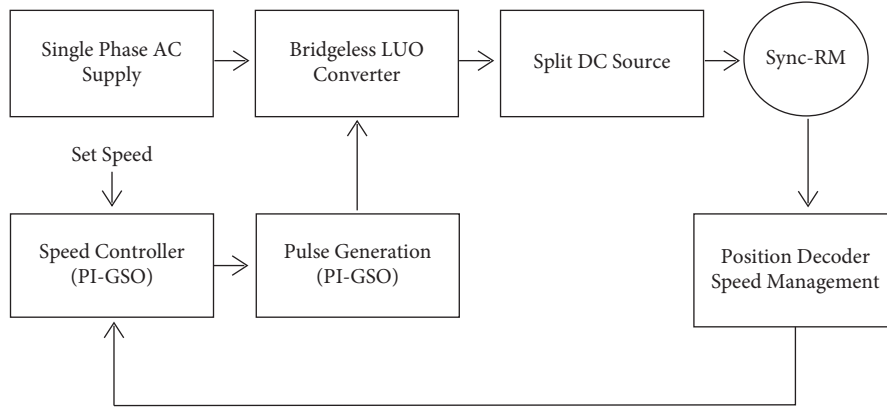 Single Phase AC
Supply
Bridgeless LUO
Converter
Split DC Source
Sync-RM
Set Speed
Speed Controller
(PI-GSO)
Pulse Generation
(PI-GSO)
Position Decoder
Speed Management